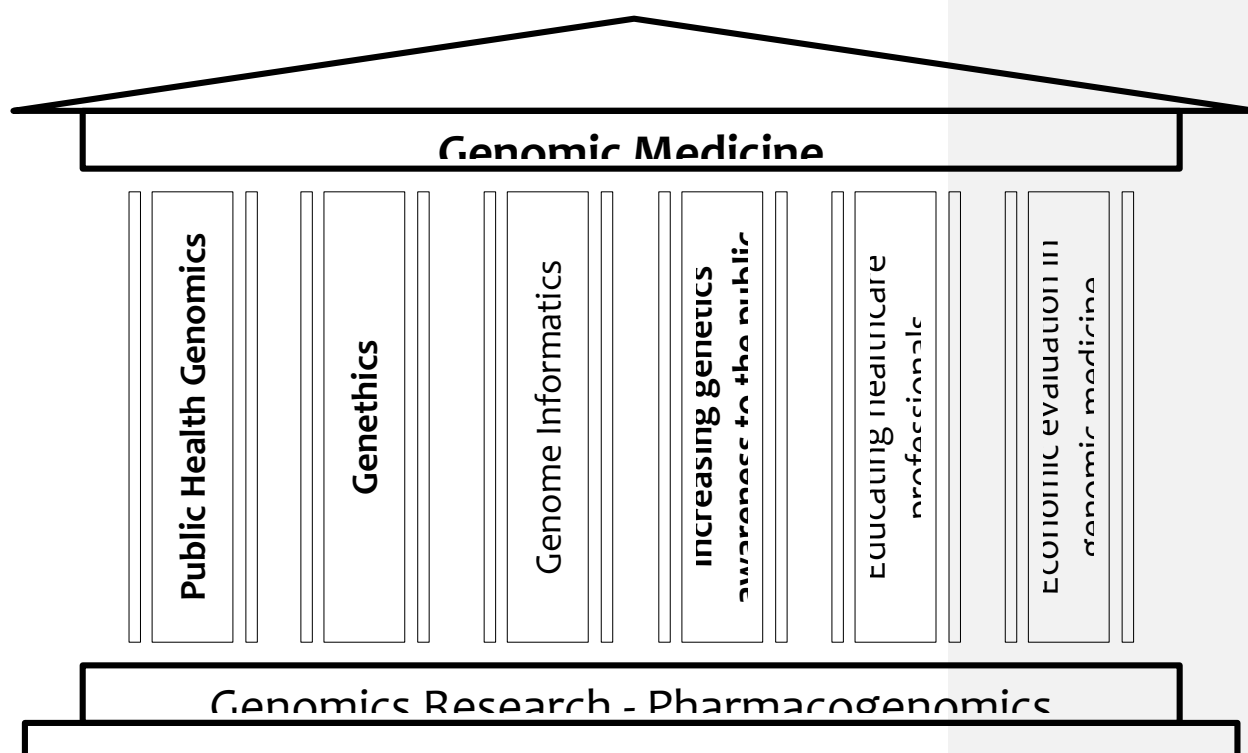 Genomic Medicine
Public Health Genomics
Genethics
Genome Informatics
Increasing genetics
awareness to the public
Educating healthcare
professionals
Economic evaluation in
genomic medicine
Genomics Research - Pharmacogenomics